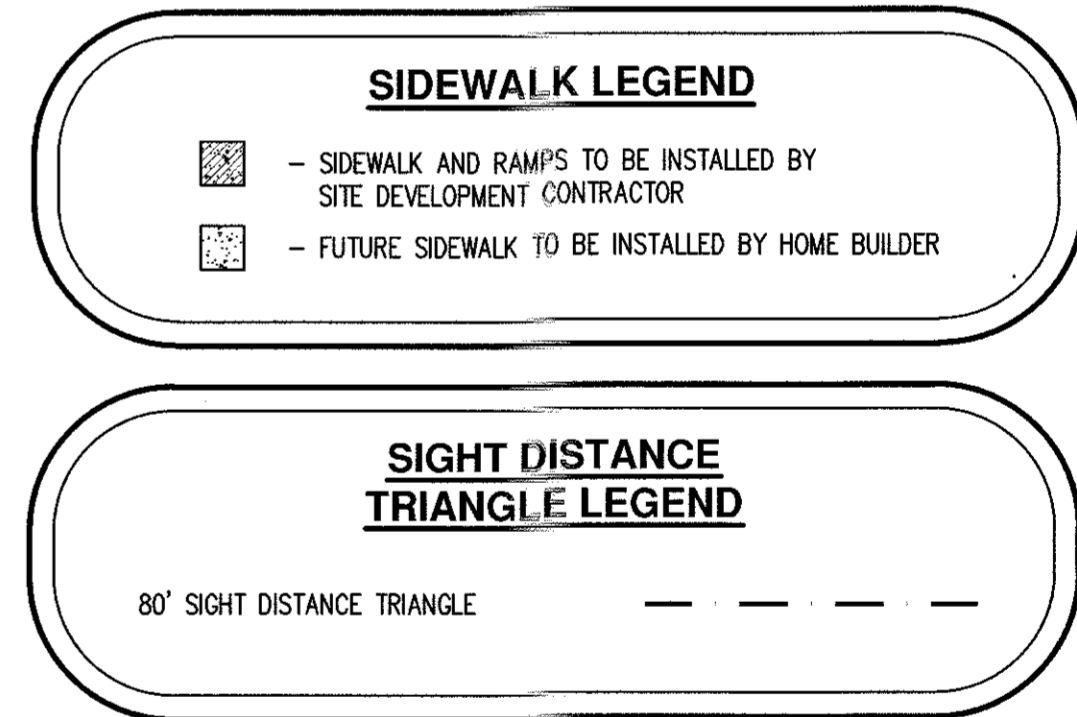 SIDEWALK LEGEND
– SIDEWALK AND RAMPS TO BE INSTALLED BY
SITE DEVELOPMENT CONTRACTOR
– FUTURE SIDEWALK TO BE INSTALLED BY HOME BUILDER
SIGHT DISTANCE
TRIANGLE LEGEND
80' SIGHT DISTANCE TRIANGLE